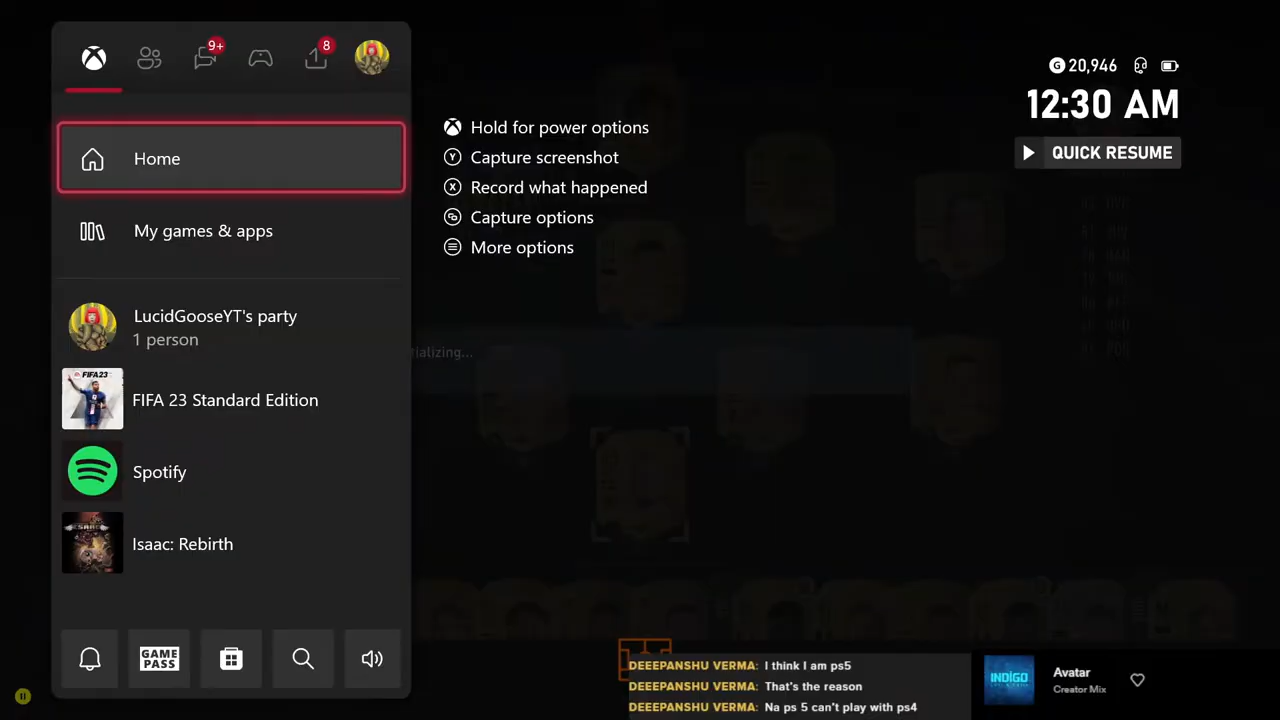 9+
8
Home
My games & apps
LucidGooseYT's party
1 person
FIFA 23
FIFA 23 Standard Edition
Spotify
Isaac: Rebirth
GAME
PASS
Hold for power options
Y Capture screenshot
X Record what happened
Capture options
More options
G 20,946
12:30 AM
QUICK RESUME
DEEEPANSHU VERMA: I think I am ps5
DEEEPANSHU VERMA: That's the reason
DEEEPANSHU VERMA: Na ps 5 can't play with ps4
INDIGO
Avatar
Creator Mix